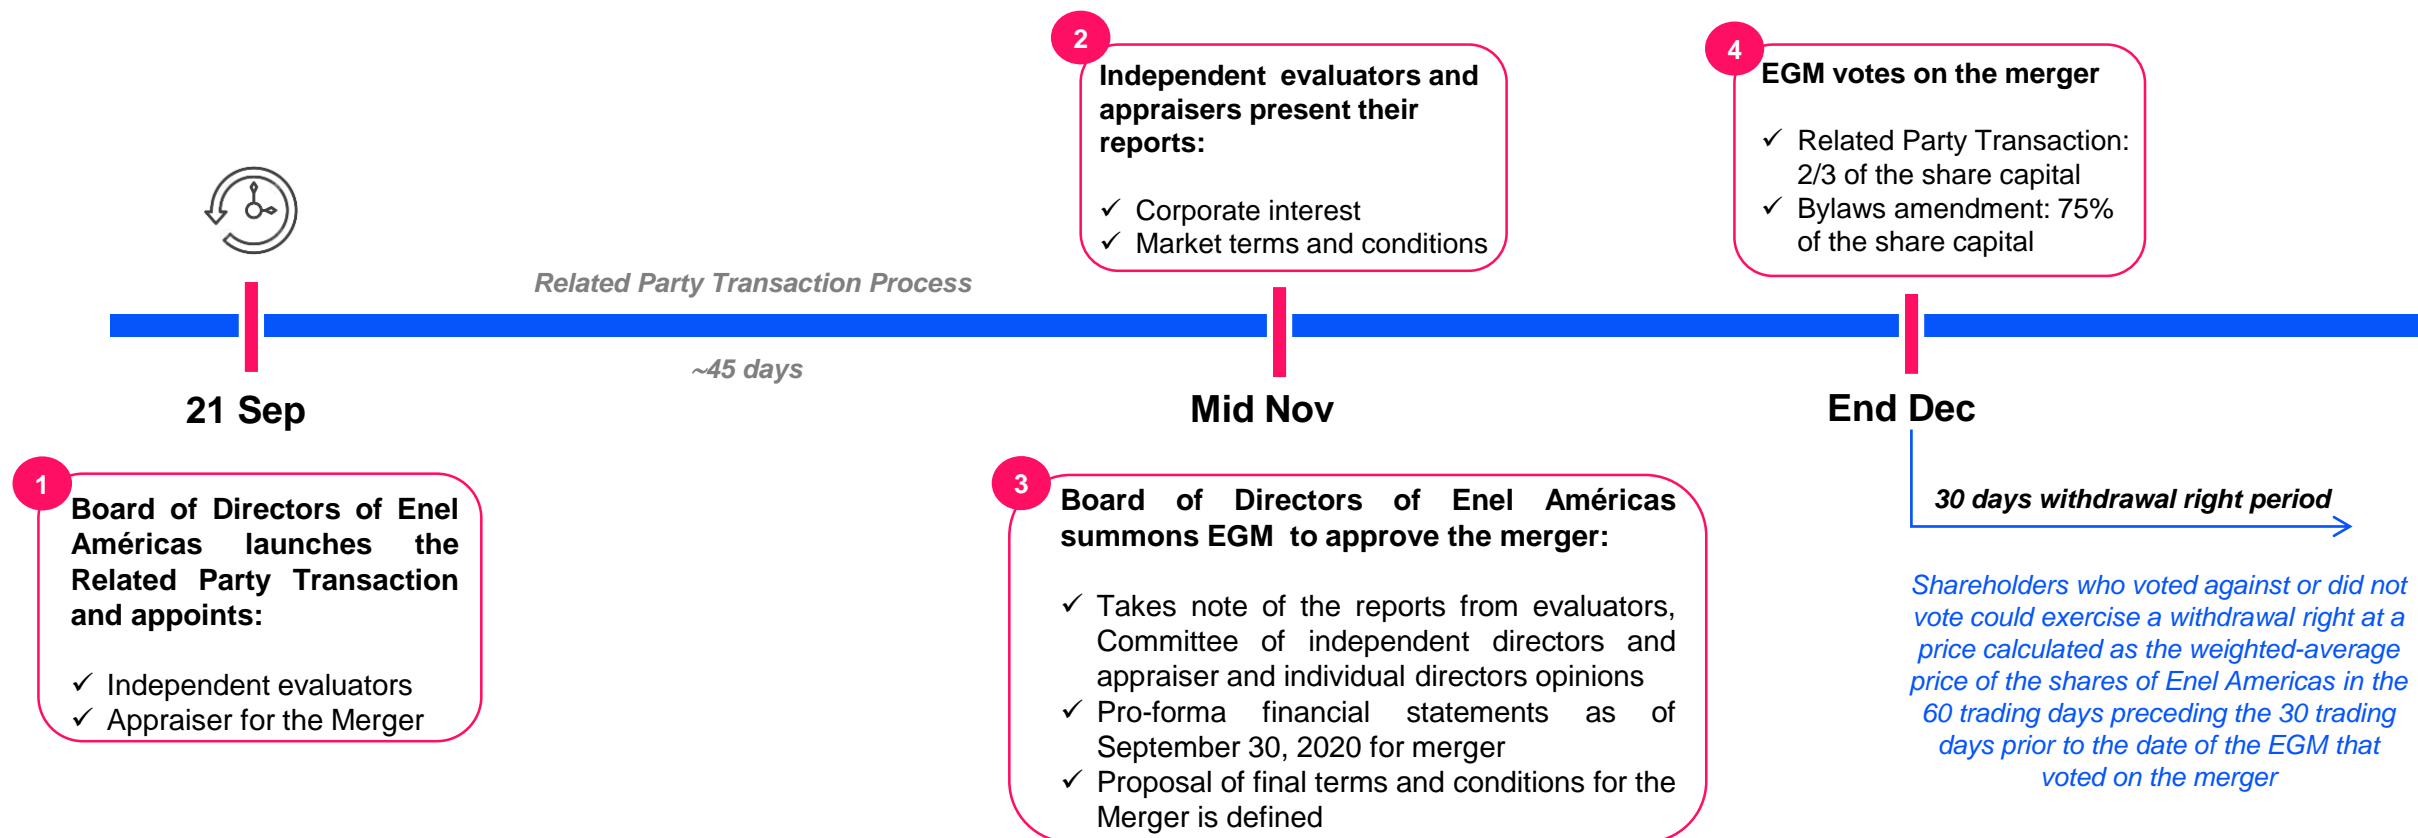 1
Board of Directors of Enel
Américas launches the
Related Party Transaction
and appoints:
✓ Independent evaluators
✓ Appraiser for the Merger
21 Sep
Related Party Transaction Process
~45 days
2
Independent evaluators and
appraisers present their
reports:
✓ Corporate interest
✓ Market terms and conditions
Mid Nov
3
Board of Directors of Enel Américas
summons EGM to approve the merger:
✓ Takes note of the reports from evaluators,
Committee of independent directors and
appraiser and individual directors opinions
✓ Pro-forma financial statements as of
September 30, 2020 for merger
✓ Proposal of final terms and conditions for the
Merger is defined
4
EGM votes on the merger
✓ Related Party Transaction:
2/3 of the share capital
✓ Bylaws amendment: 75%
of the share capital
End Dec
30 days withdrawal right period
Shareholders who voted against or did not
vote could exercise a withdrawal right at a
price calculated as the weighted-average
price of the shares of Enel Americas in the
60 trading days preceding the 30 trading
days prior to the date of the EGM that
voted on the merger